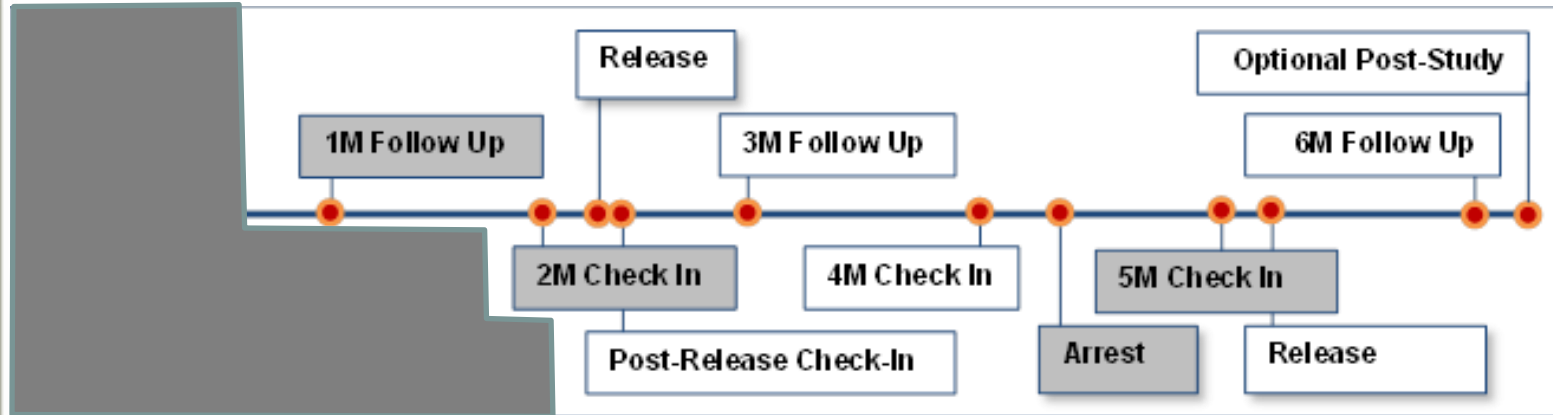 Release
Optional Post-Study
1M Follow Up
3M Follow Up
6M Follow Up
2M Check In
4M Check In
5M Check In
Post-Release Check-In
Arrest
Release